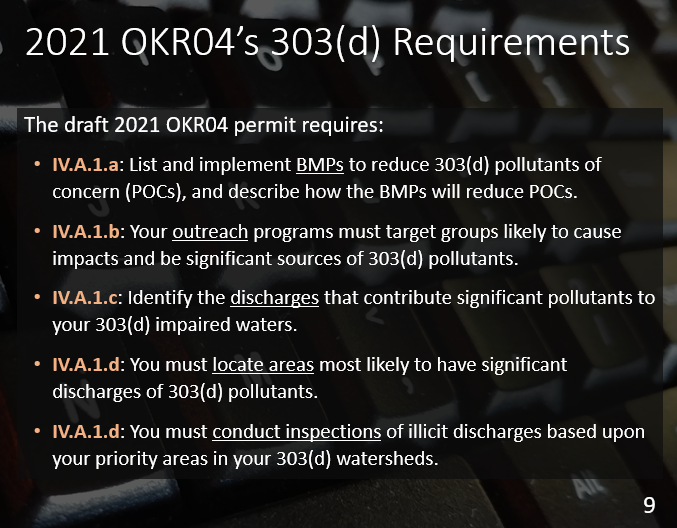 2021 OKR04's 303(d) Requirements
The draft 2021 OKR04 permit requires:
• IV.A.1.a: List and implement BMPs to reduce 303(d) pollutants of
concern (POCs), and describe how the BMPs will reduce POCs.
• IV.A.1.b: Your outreach programs must target groups likely to cause
impacts and be significant sources of 303(d) pollutants.
• IV.A.1.c: Identify the discharges that contribute significant pollutants to
your 303(d) impaired waters.
• IV.A.1.d: You must locate areas most likely to have significant
discharges of 303(d) pollutants.
• IV.A.1.d: You must conduct inspections of illicit discharges based upon
your priority areas in your 303(d) watersheds.
9